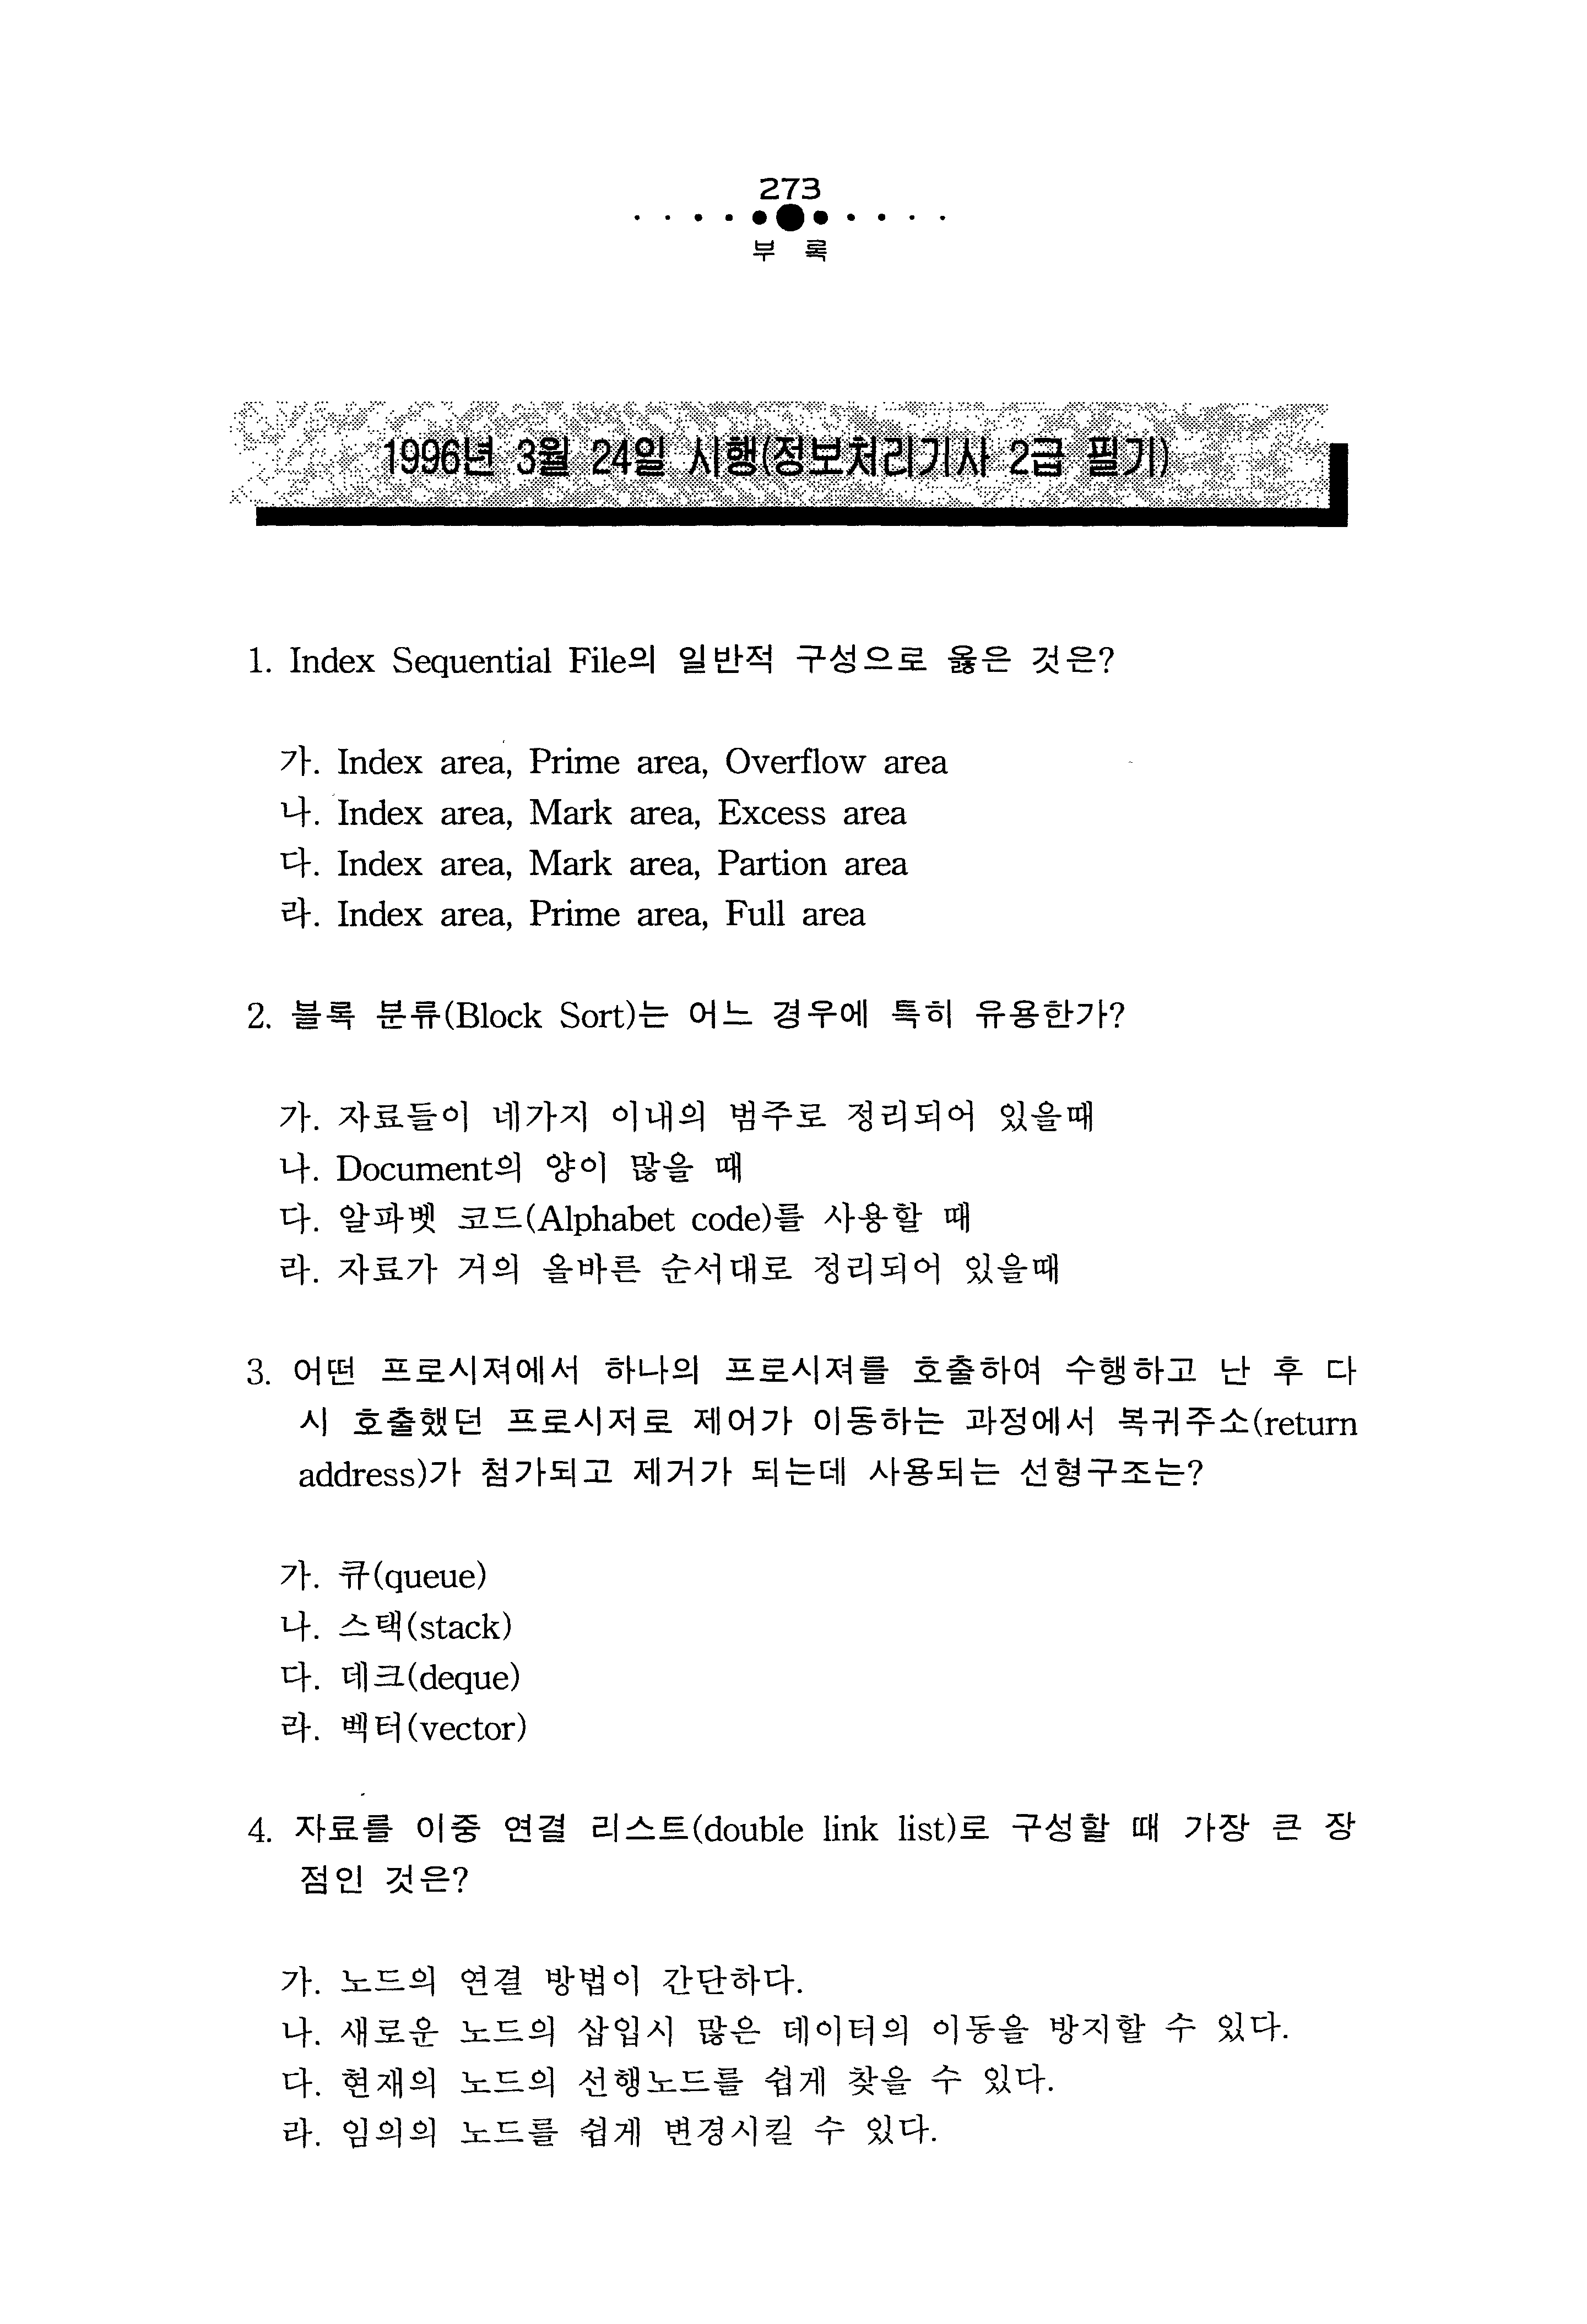 273
부 록
1996년 3월 24일 시행(정보처리기사 2급 필기)
1. Index Sequential File의 일반적 구성으로 옳은 것은?
가. Index area, Prime area, Overflow area
나. Index area, Mark area, Excess area
다. Index area, Mark area, Partion area
라. Index area, Prime area, Full area
2. 블록 분류(Block Sort)는 어느 경우에 특히 유용한가?
가. 자료들이 네가지 이내의 범주로 정리되어 있을때
나. Document의 양이 많을 때
다. 알파벳 코드(Alphabet code)를 사용할 때
라. 자료가 거의 올바른 순서대로 정리되어 있을때
3. 어떤 프로시져에서 하나의 프로시져를 호출하여 수행하고 난 후 다
시 호출했던 프로시저로 제어가 이동하는 과정에서 복귀주소(return
address)가 첨가되고 제거가 되는데 사용되는 선형구조는?
가. 큐(queue)
나. 스택(stack)
다. 데크(deque)
라. 벡터(vector)
4. 자료를 이중 연결 리스트(double link list)로 구성할 때 가장 큰 장
점인 것은?
가. 노드의 연결 방법이 간단하다.
나. 새로운 노드의 삽입시 많은 데이터의 이동을 방지할 수 있다.
다. 현재의 노드의 선행노드를 쉽게 찾을 수 있다.
라. 임의의 노드를 쉽게 변경시킬 수 있다.